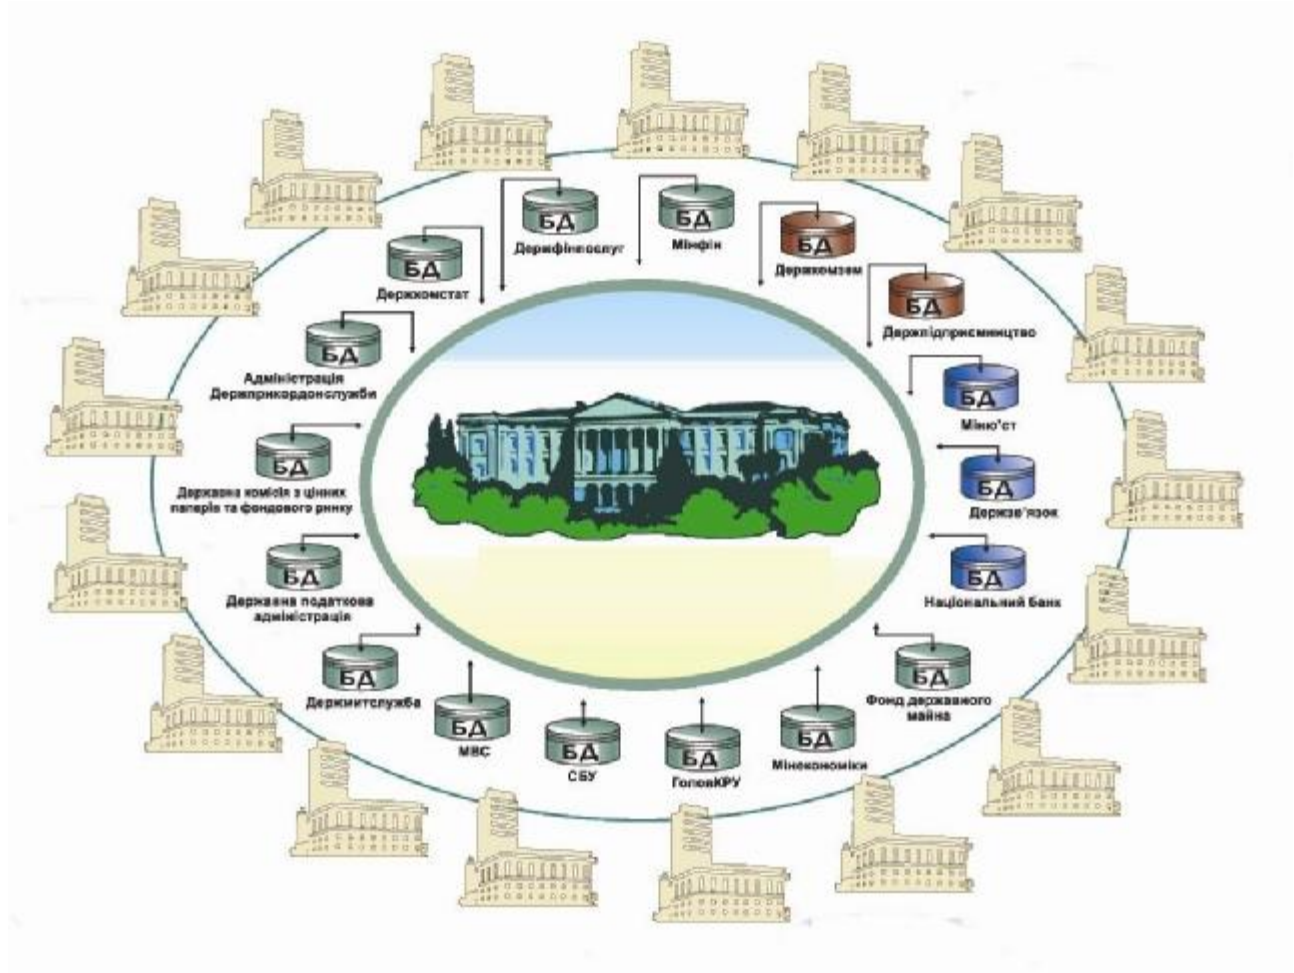 БД
Держфінпослуг
БД
Мінфін
БД
Держкомзем
БД
Держпідприємництво
БД
Міню'ст
БД
Держзв'язок
БД
Національний банк
БД
Фонд державного
майна
БД
Мінекономіки
БД
ГоловКРУ
БД
СБУ
БД
МВС
БД
Держмитслужба
БД
Державна податкова
адміністрація
БД
Державна комісія з цінних
паперів та фондового ринку
БД
Адміністрація
Держприкордонслужби
БД
Держкомстат